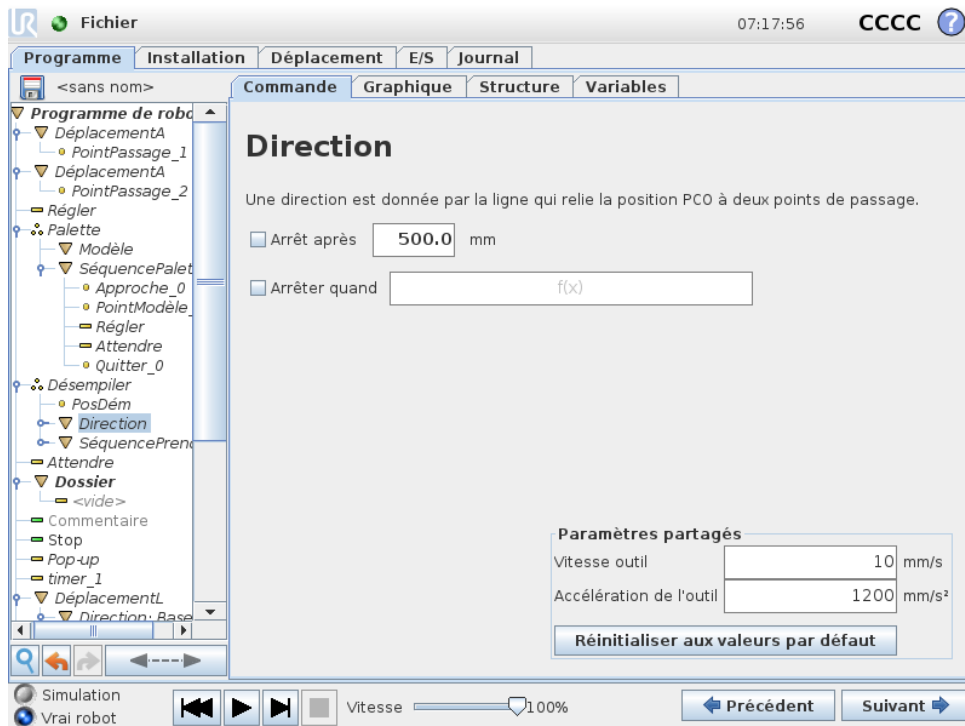 UR Fichier 07:17:56 CCCC ?
Programme Installation Déplacement E/S Journal
<sans nom> Commande Graphique Structure Variables
Programme de robo
DéplacementA
PointPassage_1
DéplacementA
PointPassage_2
Régler
Palette
Modèle
SéquencePalet
Approche_0
PointModèle_
Régler
Attendre
Quitter_0
Désempiler
PosDém
Direction
SéquencePrend
Attendre
Dossier
<vide>
Commentaire
Stop
Pop-up
timer_1
DéplacementL
Direction: Base
Direction
Une direction est donnée par la ligne qui relie la position PCO à deux points de passage.
Arrêt après 500.0 mm
Arrêter quand f(x)
Paramètres partagés
Vitesse outil 10 mm/s
Accélération de l'outil 1200 mm/s²
Réinitialiser aux valeurs par défaut
Simulation
Vrai robot
Vitesse 100%
Précédent Suivant